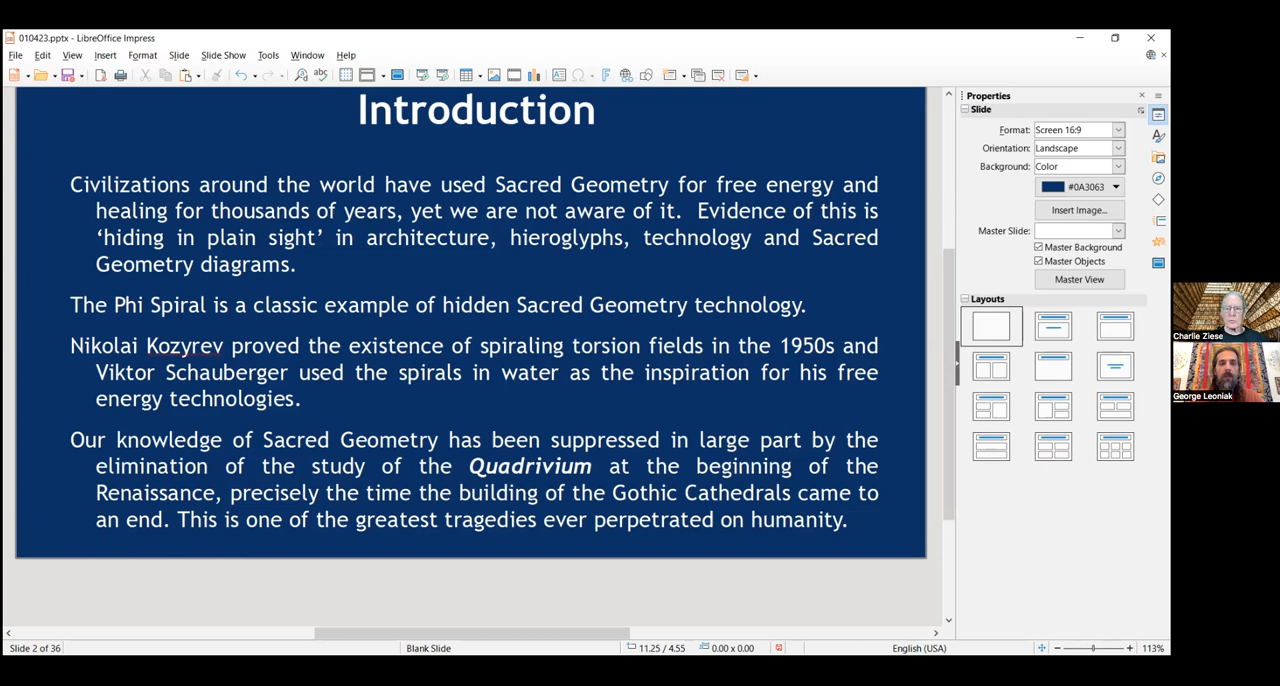 010423.pptx - LibreOffice Impress
File Edit View Insert Format Slide Slide Show Tools Window Help
Introduction
Civilizations around the world have used Sacred Geometry for free energy and
healing for thousands of years, yet we are not aware of it. Evidence of this is
‘hiding in plain sight’ in architecture, hieroglyphs, technology and Sacred
Geometry diagrams.
The Phi Spiral is a classic example of hidden Sacred Geometry technology.
Nikolai Kozyrev proved the existence of spiraling torsion fields in the 1950s and
Viktor Schauberger used the spirals in water as the inspiration for his free
energy technologies.
Our knowledge of Sacred Geometry has been suppressed in large part by the
elimination of the study of the Quadrivium at the beginning of the
Renaissance, precisely the time the building of the Gothic Cathedrals came to
an end. This is one of the greatest tragedies ever perpetrated on humanity.
Properties
Slide
Format: Screen 16:9
Orientation: Landscape
Background: Color
#0A3063
Insert Image...
Master Slide:
Master Background
Master Objects
Master View
Layouts
Charlie Ziese
George Leoniak
Slide 2 of 36
Blank Slide
11.25 / 4.55
0.00 x 0.00
English (USA)
113%